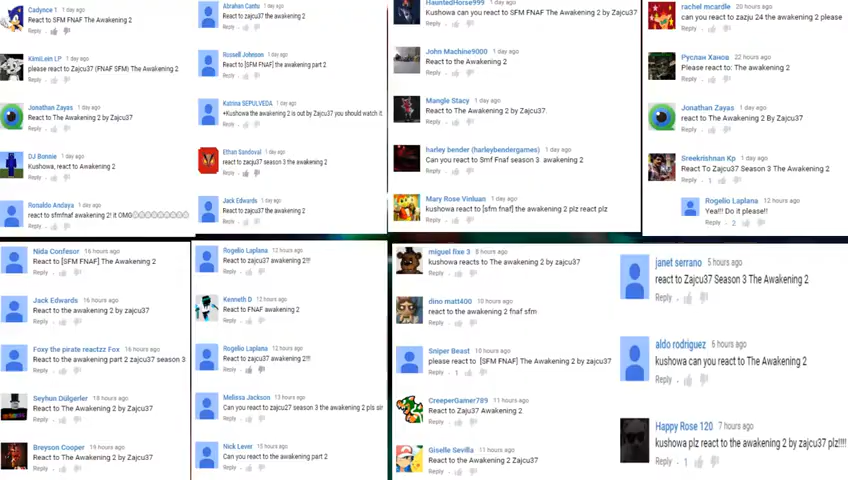 Cadynce 1 1 day ago
React to SFM FNAF The Awakening 2
Reply
KimiLein LP 1 day ago
please react to Zajcu37 (FNAF SFM) The Awakening 2
Reply
Jonathan Zayas 1 day ago
React to The Awakening 2 by Zajcu37
Reply
DJ Bonnie 1 day ago
Kushowa, react to Awakening 2
Reply
Ronaldo Andaya 1 day ago
react to sfmfnaf awakening 2! it OMG
Reply
Abrahan Cantu 1 day ago
React to zajcu37 the awakening 2
Reply
Russell Johnson 1 day ago
React to [SFM FNAF] the awakening part 2
Reply
Katrina SEPULVEDA 1 day ago
+Kushowa the awakening 2 is out by Zajcu37 you should watch it
Reply
Ethan Sandoval 1 day ago
react to zajcu37 season 3 the awakening 2
Reply
Jack Edwards 1 day ago
React to zajcu37 the awakening 2
Reply
HauntedHorse999 1 day ago
Kushowa can you react to SFM FNAF The Awakening 2 by Zajcu37
Reply
John Machine9000 1 day ago
React to the Awakening 2
Reply
Mangle Stacy 1 day ago
React to The Awakening 2 by Zajcu37.
Reply
harley bender (harleybendergames) 1 day ago
Can you react to Smf Fnaf season 3 awakening 2
Reply
Mary Rose Vinluan 1 day ago
kushowa react to [sfm fnaf] the awakening 2 plz react plz
Reply
rachel mcardle 20 hours ago
can you react to zazju 24 the awakening 2 please
Reply
Руслан Ханов 22 hours ago
Please react to: The awakening 2
Reply
Jonathan Zayas 1 day ago
react to The Awakening 2 By Zajcu37
Reply
Sreekrishnan Kp 1 day ago
React To Zajcu37 Season 3 The Awakening 2
Reply 1
Rogelio Laplana 12 hours ago
Yea!!! Do it please!!
Reply 2
Nida Confesor 16 hours ago
React to [SFM FNAF] The Awakening 2
Reply
Jack Edwards 16 hours ago
React to the awakening 2 by zajcu37
Reply
Foxy the pirate reactzz Fox 16 hours ago
React to the awakening part 2 zajcu37 season 3
Reply
Seyhun Dülgerler 18 hours ago
React to The Awakening 2 by Zajcu37
Reply
Breyson Cooper 19 hours ago
React to The Awakening 2 by Zajcu37
Reply
Rogelio Laplana 12 hours ago
React to zajcu37 awakening 2!!!
Reply
Kenneth D 12 hours ago
React to FNAF awakening 2
Reply
Rogelio Laplana 12 hours ago
React to zajcu37 awakening 2!!!
Reply
Melissa Jackson 13 hours ago
Can you react to zajcu27 season 3 the awakening 2 pls sir
Reply
Nick Lever 15 hours ago
Can you react to the awakening part 2
Reply
miguel fixe 3 8 hours ago
kushowa reacts to The awakening 2 by zajcu37
Reply
dino matt400 10 hours ago
react to the awakening 2 fnaf sfm
Reply
Sniper Beast 10 hours ago
please react to [SFM FNAF] The Awakening 2 by zajcu37
Reply 1
CreeperGamer789 11 hours ago
React to Zaju37 Awakening 2
Reply
Giselle Sevilla 11 hours ago
React to The Awakening 2 Zajcu37
Reply
janet serrano 5 hours ago
react to Zajcu37 Season 3 The Awakening 2
Reply
aldo rodriguez 6 hours ago
kushowa can you react to The Awakening 2
Reply
Happy Rose 120 7 hours ago
kushowa plz react to the awakening 2 by zajcu37 plz!!!!
Reply 1